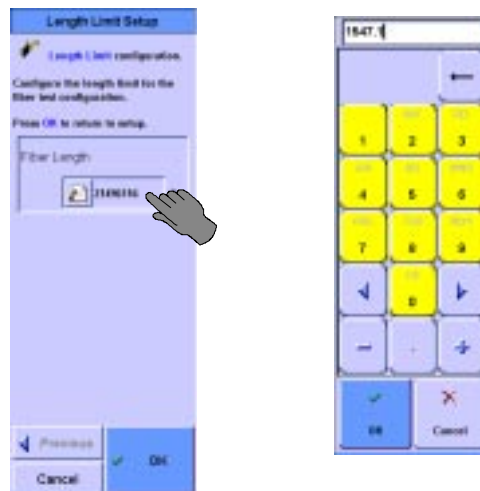 Length Limit Setup
Length Limit configuration.
Configure the length limit for the
fiber test configuration.
Press OK to return to setup.
Fiber Length
Previous
OK
Cancel
1
2
3
4
5
6
7
8
9
0
-
.
+
OK
Cancel